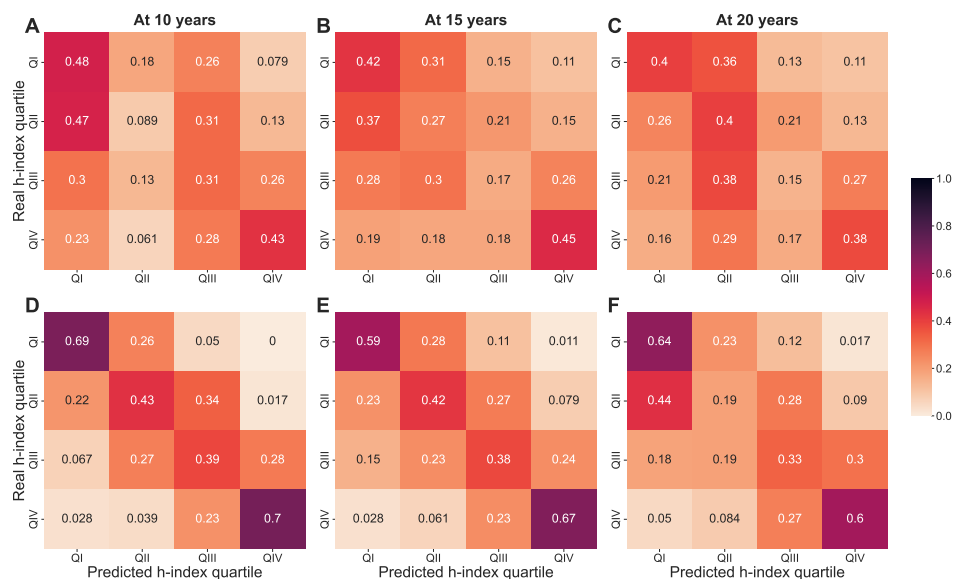 A At 10 years B At 15 years C At 20 years
Real h-index quartile
QI 0.48 0.18 0.26 0.079
QII 0.47 0.089 0.31 0.13
QIII 0.3 0.13 0.31 0.26
QIV 0.23 0.061 0.28 0.43
QI QII QIII QIV
QI 0.42 0.31 0.15 0.11
QII 0.37 0.27 0.21 0.15
QIII 0.28 0.3 0.17 0.26
QIV 0.19 0.18 0.18 0.45
QI QII QIII QIV
QI 0.4 0.36 0.13 0.11
QII 0.26 0.4 0.21 0.13
QIII 0.21 0.38 0.15 0.27
QIV 0.16 0.29 0.17 0.38
QI QII QIII QIV
1.0
0.8
0.6
0.4
0.2
0.0
D
Real h-index quartile
QI 0.69 0.26 0.05 0
QII 0.22 0.43 0.34 0.017
QIII 0.067 0.27 0.39 0.28
QIV 0.028 0.039 0.23 0.7
QI QII QIII QIV
Predicted h-index quartile
E
QI 0.59 0.28 0.11 0.011
QII 0.23 0.42 0.27 0.079
QIII 0.15 0.23 0.38 0.24
QIV 0.028 0.061 0.23 0.67
QI QII QIII QIV
Predicted h-index quartile
F
QI 0.64 0.23 0.12 0.017
QII 0.44 0.19 0.28 0.09
QIII 0.18 0.19 0.33 0.3
QIV 0.05 0.084 0.27 0.6
QI QII QIII QIV
Predicted h-index quartile